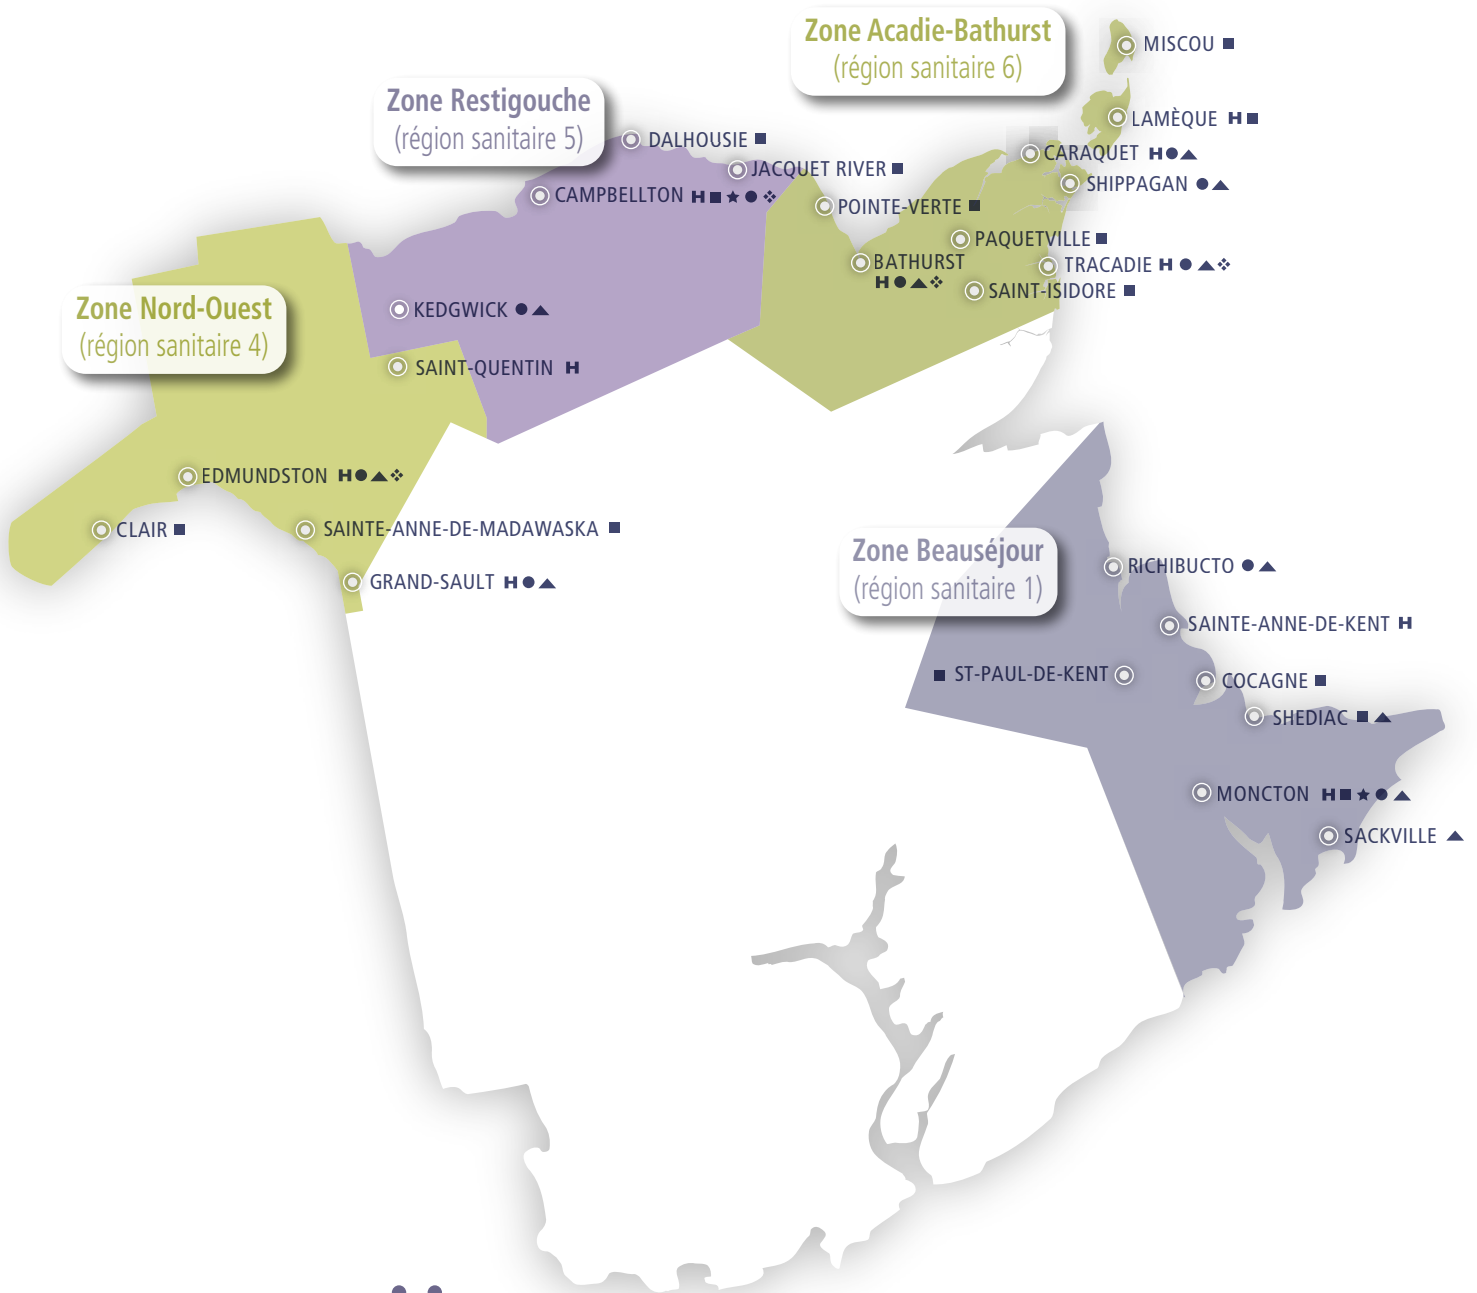 Zone Acadie-Bathurst
(région sanitaire 6)
MISCOU ■
Zone Restigouche
(région sanitaire 5)
LAMÈQUE H ■
DALHOUSIE ■
CARAQUET H ● ▲
JACQUET RIVER ■
SHIPPAGAN ● ▲
CAMPBELLTON H ■ ★ ● ❖
POINTE-VERTE ■
PAQUETVILLE ■
BATHURST
H ● ▲ ❖
TRACADIE H ● ▲ ❖
SAINT-ISIDORE ■
Zone Nord-Ouest
(région sanitaire 4)
KEDGWICK ● ▲
SAINT-QUENTIN H
EDMUNDSTON H ● ▲ ❖
CLAIR ■
SAINTE-ANNE-DE-MADAWASKA ■
GRAND-SAULT H ● ▲
Zone Beauséjour
(région sanitaire 1)
RICHIBUCTO ● ▲
SAINTE-ANNE-DE-KENT H
■ ST-PAUL-DE-KENT
COCAGNE ■
SHEDIAC ■ ▲
MONCTON H ■ ★ ● ▲
SACKVILLE ▲